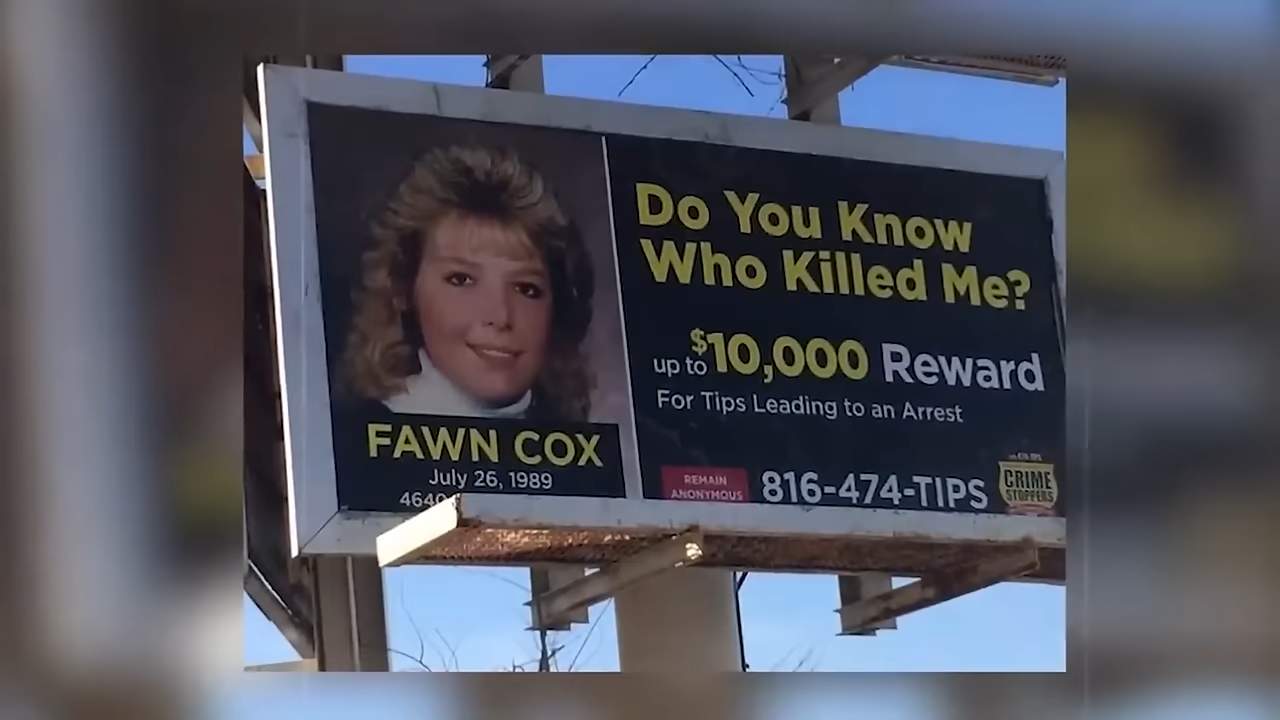 Do You Know
Who Killed Me?
up to $10,000 Reward
For Tips Leading to an Arrest
FAWN COX
July 26, 1989
4640
REMAIN
ANONYMOUS
816-474-TIPS
CRIME
STOPPERS